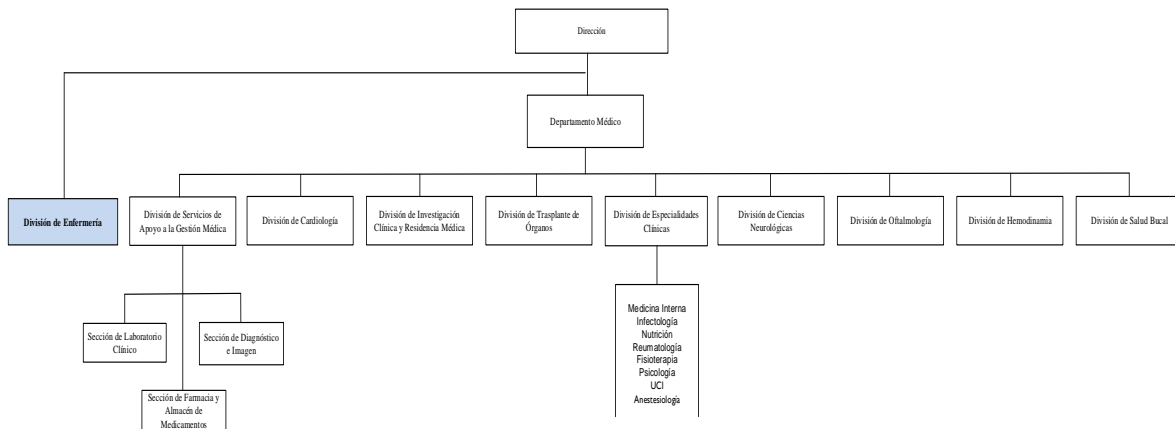 Dirección
Departamento Médico
División de Enfermería
División de Servicios de
Apoyo a la Gestión Médica
División de Cardiología
División de Investigación
Clínica y Residencia Médica
División de Trasplante de
Órganos
División de Especialidades
Clínicas
División de Ciencias
Neurológicas
División de Oftalmología
División de Hemodinamia
División de Salud Bucal
Sección de Laboratorio
Clínico
Sección de Diagnóstico
e Imagen
Sección de Farmacia y
Almacén de
Medicamentos
Medicina Interna
Infectología
Nutrición
Reumatología
Fisioterapia
Psicología
UCI
Anestesiología